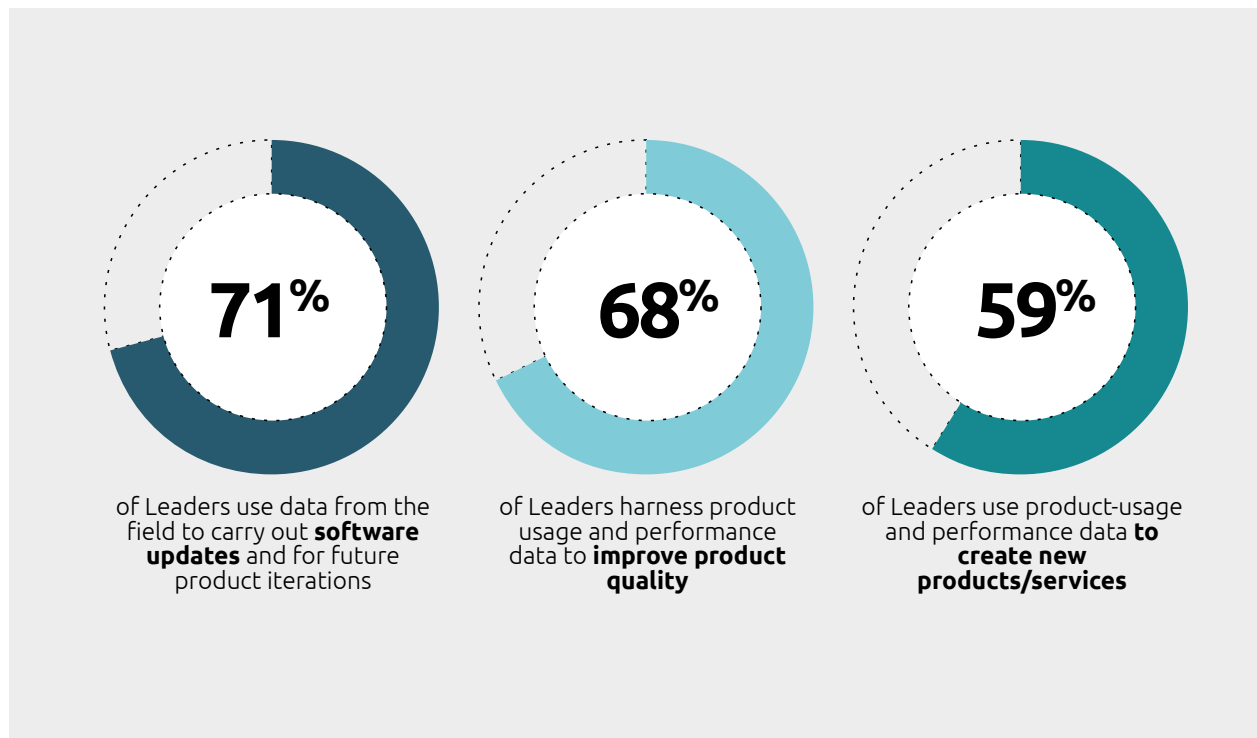 71%
of Leaders use data from the
field to carry out software
updates and for future
product iterations
68%
of Leaders harness product
usage and performance
data to improve product
quality
59%
of Leaders use product-usage
and performance data to
create new
products/services